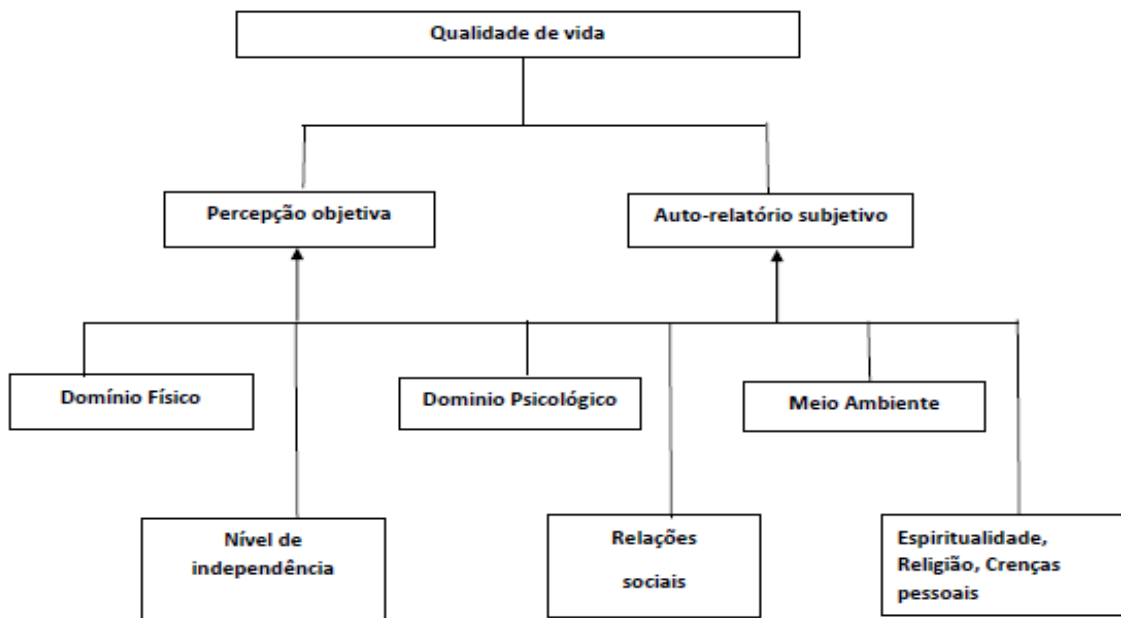 Qualidade de vida
Percepção objetiva
Auto-relatório subjetivo
Domínio Físico
Dominio Psicológico
Meio Ambiente
Nível de
independência
Relações
sociais
Espiritualidade,
Religião, Crenças
pessoais